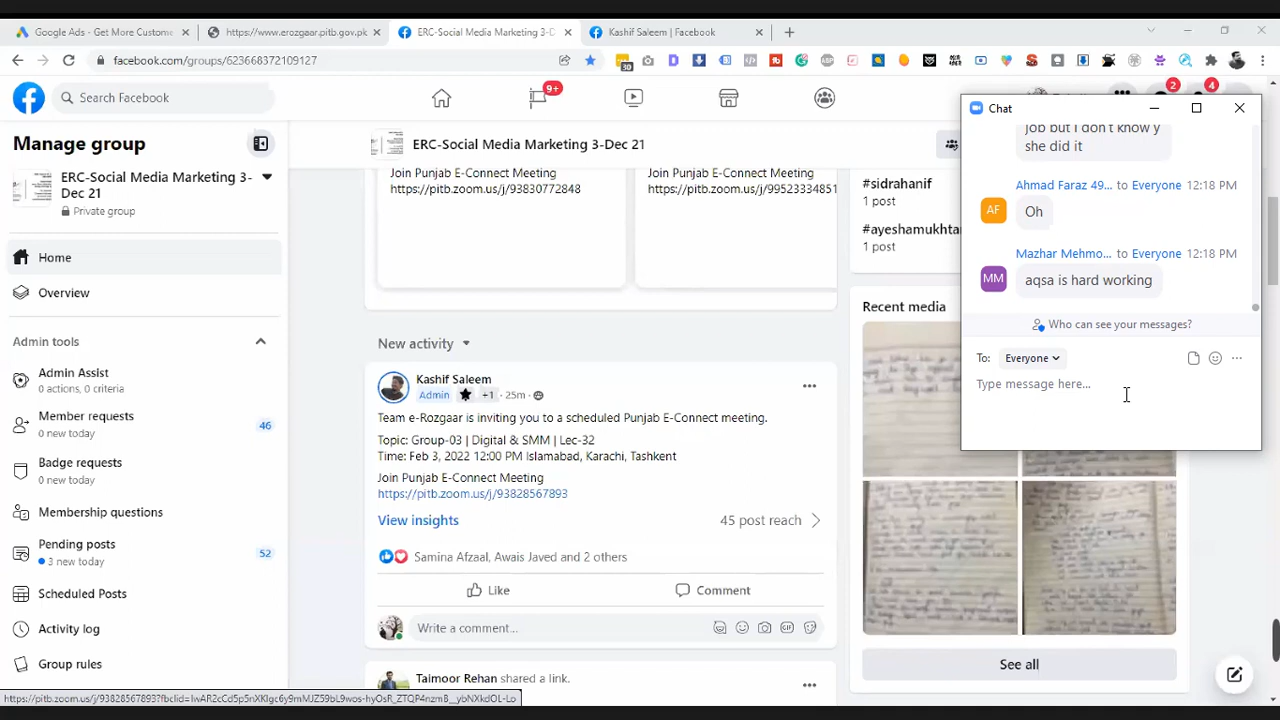 Google Ads - Get More Custome
https://www.erozgaar.pitb.gov.pk
ERC-Social Media Marketing 3-D
Kashif Saleem | Facebook
facebook.com/groups/623668372109127
30
ABP
Search Facebook
9+
2
4
Manage group
ERC-Social Media Marketing 3-
Dec 21
Private group
Home
Overview
Admin tools
Admin Assist
0 actions, 0 criteria
Member requests
0 new today
46
Badge requests
0 new today
Membership questions
Pending posts
3 new today
52
Scheduled Posts
Activity log
Group rules
https://pitb.zoom.us/j/93828567893?fbclid=
ERC-Social Media Marketing 3-Dec 21
Join Punjab E-Connect Meeting
https://pitb.zoom.us/j/93830772848
Join Punjab E-Connect Meeting
https://pitb.zoom.us/j/99523334851
New activity
Kashif Saleem
Admin
+1 · 25m ·
Team e-Rozgaar is inviting you to a scheduled Punjab E-Connect meeting.
Topic: Group-03 | Digital & SMM | Lec-32
Time: Feb 3, 2022 12:00 PM Islamabad, Karachi, Tashkent
Join Punjab E-Connect Meeting
https://pitb.zoom.us/j/93828567893
View insights
45 post reach
Samina Afzaal, Awais Javed and 2 others
Like
Comment
Write a comment...
GIF
Taimoor Rehan shared a link.
#sidrahanif
1 post
#ayeshamukhtar
1 post
Recent media
See all
Chat
Job but I don't know y
she did it
Ahmad Faraz 49... to Everyone 12:18 PM
AF
Oh
Mazhar Mehmo... to Everyone 12:18 PM
MM
aqsa is hard working
Who can see your messages?
To: Everyone
Type message here...